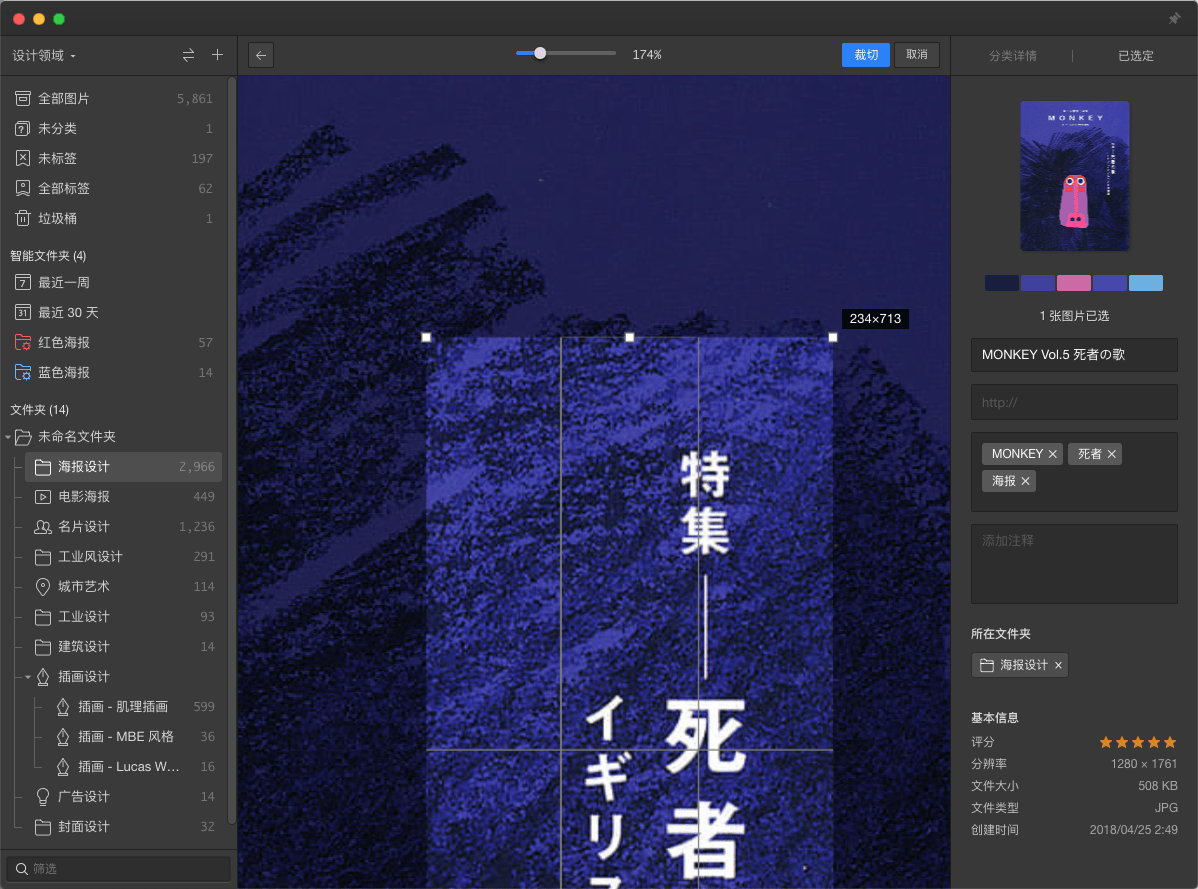 设计领域
全部图片 5,861
未分类 1
未标签 197
全部标签 62
垃圾桶 1
智能文件夹 (4)
最近一周
最近 30 天
红色海报 57
蓝色海报 14
文件夹 (14)
未命名文件夹
海报设计 2,966
电影海报 449
名片设计 1,236
工业风设计 291
城市艺术 114
工业设计 93
建筑设计 14
插画设计
插画 - 肌理插画 599
插画 - MBE 风格 36
插画 - Lucas W... 16
广告设计 14
封面设计 32
筛选
174%
裁切
取消
234×713
特集
死者
イギリス
分类详情
已选定
MONKEY
1 张图片已选
MONKEY Vol.5 死者の歌
http://
MONKEY ×
死者 ×
海报 ×
添加注释
所在文件夹
海报设计 ×
基本信息
评分
分辨率 1280 × 1761
文件大小 508 KB
文件类型 JPG
创建时间 2018/04/25 2:49